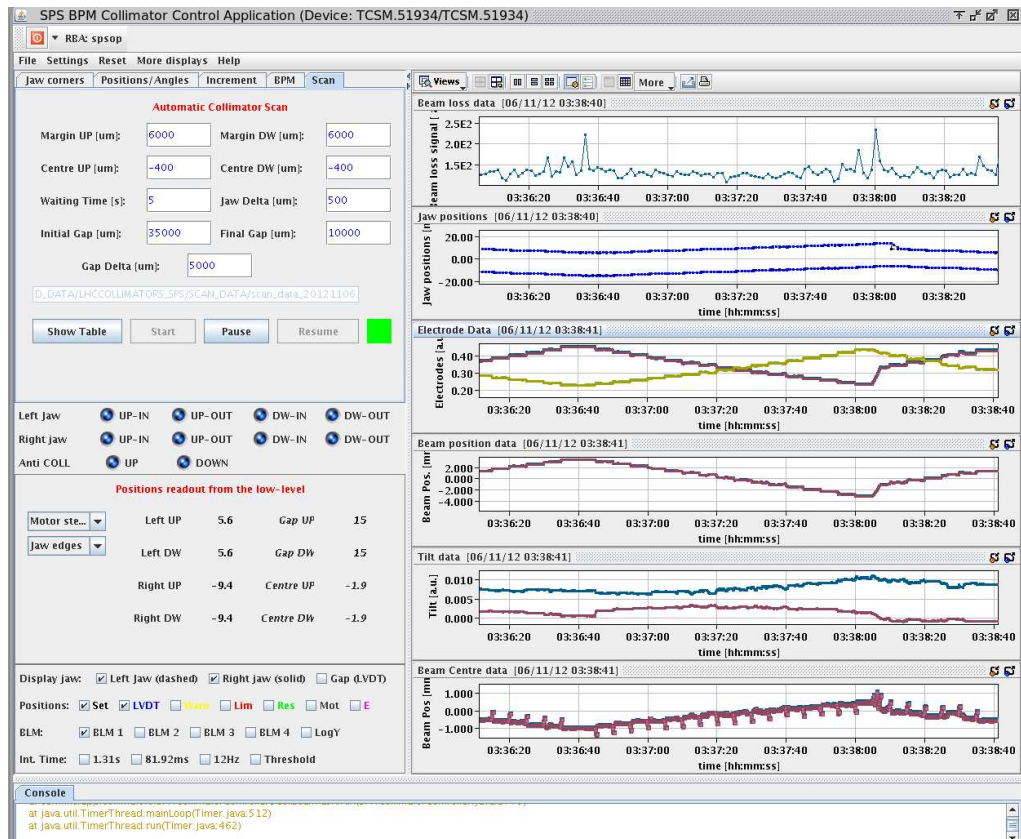 SPS BPM Collimator Control Application (Device: TCSM.51934/TCSM.51934)
RBA: spsop
File Settings Reset More displays Help
Jaw corners Positions/Angles Increment BPM Scan
Automatic Collimator Scan
Margin UP [um]: 6000 Margin DW [um]: 6000
Centre UP [um]: -400 Centre DW [um]: -400
Waiting Time [s]: 5 Jaw Delta [um]: 500
Initial Gap [um]: 35000 Final Gap [um]: 10000
Gap Delta [um]: 5000
D_DATA/LHCCOLLIMATORS_SPS/SCAN_DATA/scan_data_20121106
Show Table Start Pause Resume
Left Jaw UP-IN UP-OUT DW-IN DW-OUT
Right jaw UP-IN UP-OUT DW-IN DW-OUT
Anti COLL UP DOWN
Positions readout from the low-level
Motor ste... Left UP 5.6 Gap UP 15
Jaw edges Left DW 5.6 Gap DW 15
Right UP -9.4 Centre UP -1.9
Right DW -9.4 Centre DW -1.9
Display jaw: Left Jaw (dashed) Right jaw (solid) Gap (LVDT)
Positions: Set LVDT Warn Lim Res Mot E
BLM: BLM 1 BLM 2 BLM 3 BLM 4 LogY
Int. Time: 1.31s 81.92ms 12Hz Threshold
Views More
Beam loss data [06/11/12 03:38:40]
Beam loss signal [
2.5E2
2.0E2
1.5E2
03:36:20 03:36:40 03:37:00 03:37:20 03:37:40 03:38:00 03:38:20
Jaw positions [06/11/12 03:38:40]
Jaw positions [
20.00
0.00
-20.00
03:36:20 03:36:40 03:37:00 03:37:20 03:37:40 03:38:00 03:38:20
time [hh:mm:ss]
Electrode Data [06/11/12 03:38:41]
Electrodes [a.u
0.40
0.30
0.20
03:36:20 03:36:40 03:37:00 03:37:20 03:37:40 03:38:00 03:38:20 03:38:40
time [hh:mm:ss]
Beam position data [06/11/12 03:38:41]
Beam Pos. [mr
2.000
0.000
-2.000
-4.000
03:36:20 03:36:40 03:37:00 03:37:20 03:37:40 03:38:00 03:38:20 03:38:40
time [hh:mm:ss]
Tilt data [06/11/12 03:38:41]
Tilt [a.u.]
0.010
0.005
0.000
03:36:20 03:36:40 03:37:00 03:37:20 03:37:40 03:38:00 03:38:20 03:38:40
time [hh:mm:ss]
Beam Centre data [06/11/12 03:38:41]
Beam Pos [mn
1.000
0.000
-1.000
03:36:20 03:36:40 03:37:00 03:37:20 03:37:40 03:38:00 03:38:20 03:38:40
time [hh:mm:ss]
Console
at java.util.TimerThread.mainLoop(Timer.java:512)
at java.util.TimerThread.run(Timer.java:462)